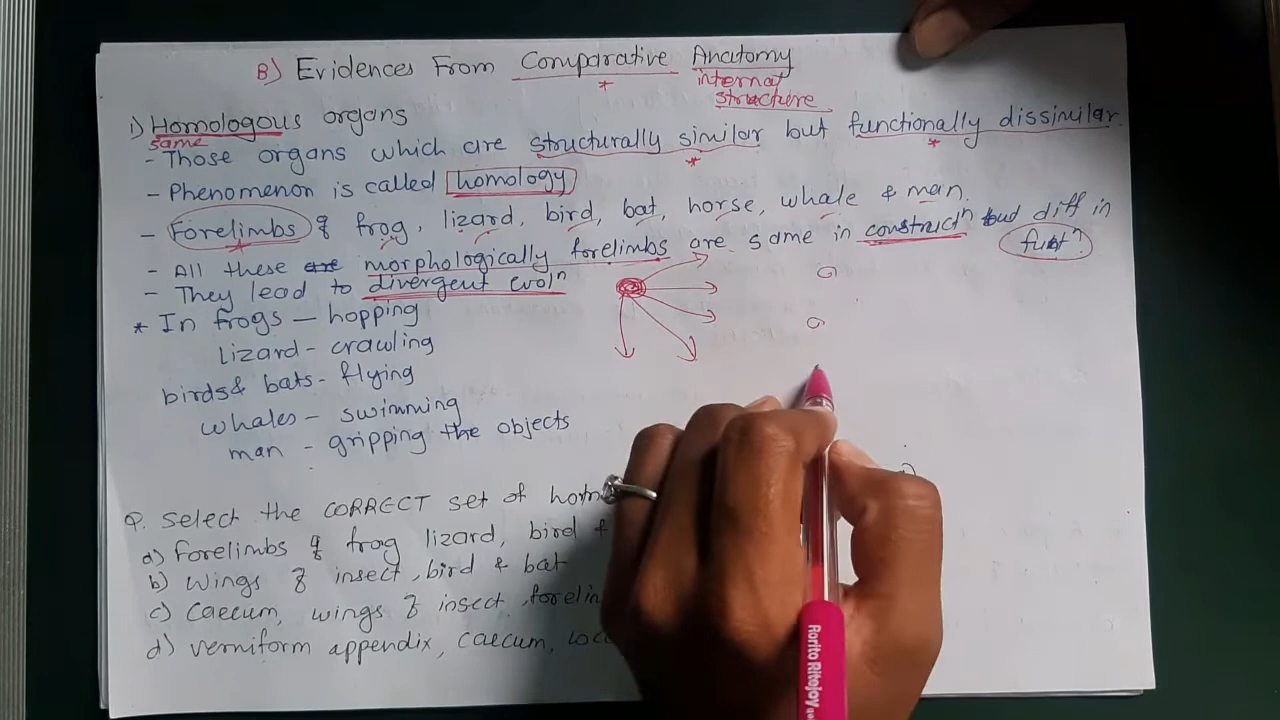 B) Evidences From Comparative Anatomy
* internal
structure
1) Homologous organs
same
- Those organs which are structurally similar but functionally dissimilar.
* *
- Phenomenon is called homology
- Forelimbs of frog, lizard, bird, bat, horse, whale & man.
*
- All these are morphologically forelimbs are same in constructn but diff in functn
- They lead to divergent evoln
* In frogs - hopping
lizard - crawling
birds & bats - flying
whales - swimming
man - gripping the objects
Q. Select the CORRECT set of
a) Forelimbs of frog lizard, bird &
b) Wings of insect, bird & bat
c) Caecum, wings of insect,
d) vermiform appendix, caecum,
Rorito Ritejoy